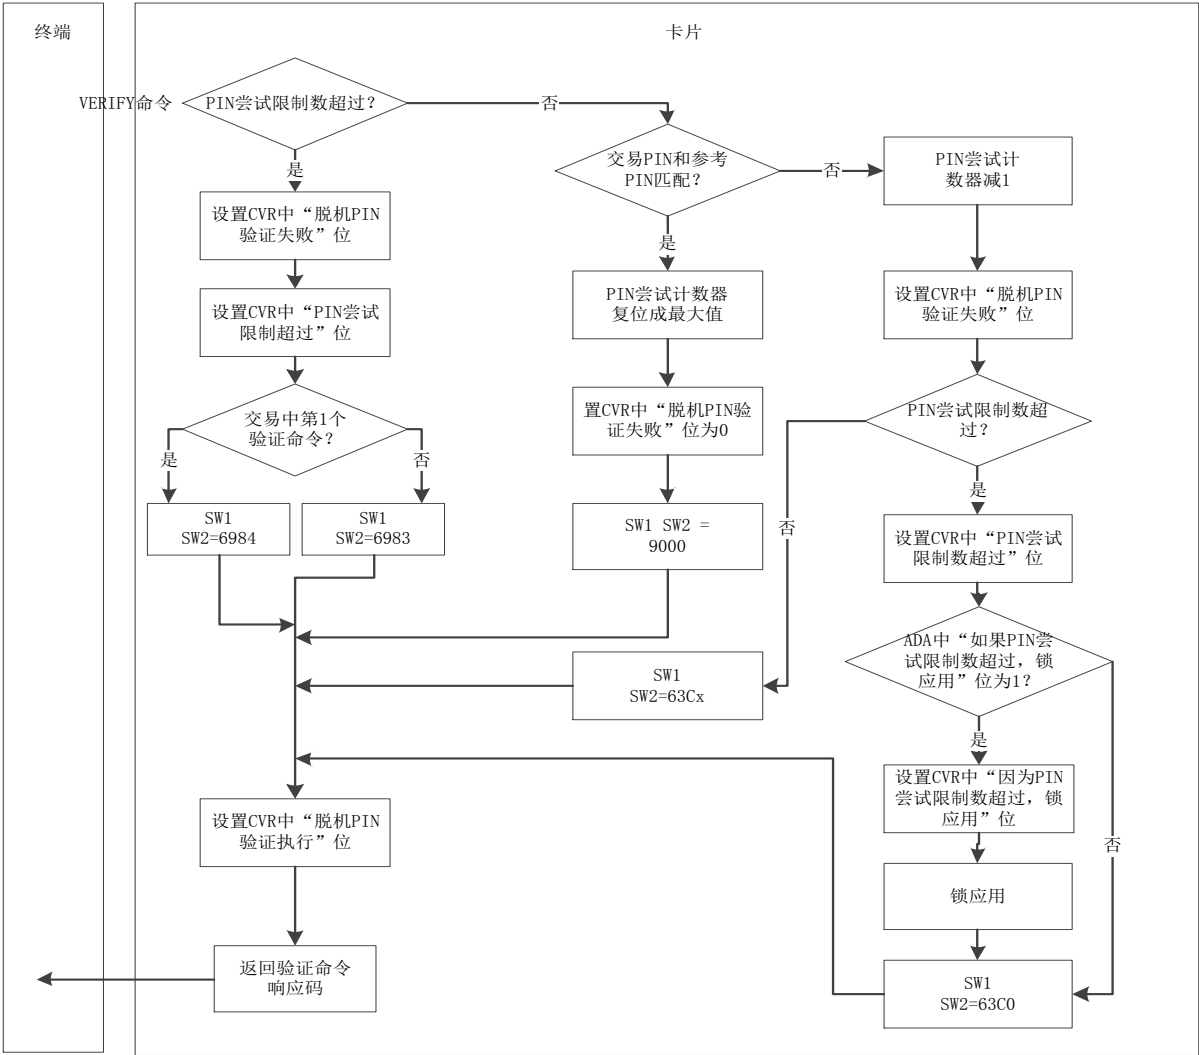 终端
卡片
VERIFY命令
PIN尝试限制数超过？
否
是
设置CVR中“脱机PIN
验证失败”位
设置CVR中“PIN尝试
限制超过”位
交易中第1个
验证命令？
是
否
SW1
SW2=6984
SW1
SW2=6983
交易PIN和参考
PIN匹配？
否
是
PIN尝试计数器
复位成最大值
置CVR中“脱机PIN验
证失败”位为0
SW1 SW2 =
9000
PIN尝试计
数器减1
设置CVR中“脱机PIN
验证失败”位
PIN尝试限制数超
过？
否
是
设置CVR中“PIN尝试
限制数超过”位
SW1
SW2=63Cx
ADA中“如果PIN尝
试限制数超过，锁
应用”位为1？
是
否
设置CVR中“因为PIN
尝试限制数超过，锁
应用”位
锁应用
SW1
SW2=63C0
设置CVR中“脱机PIN
验证执行”位
返回验证命令
响应码